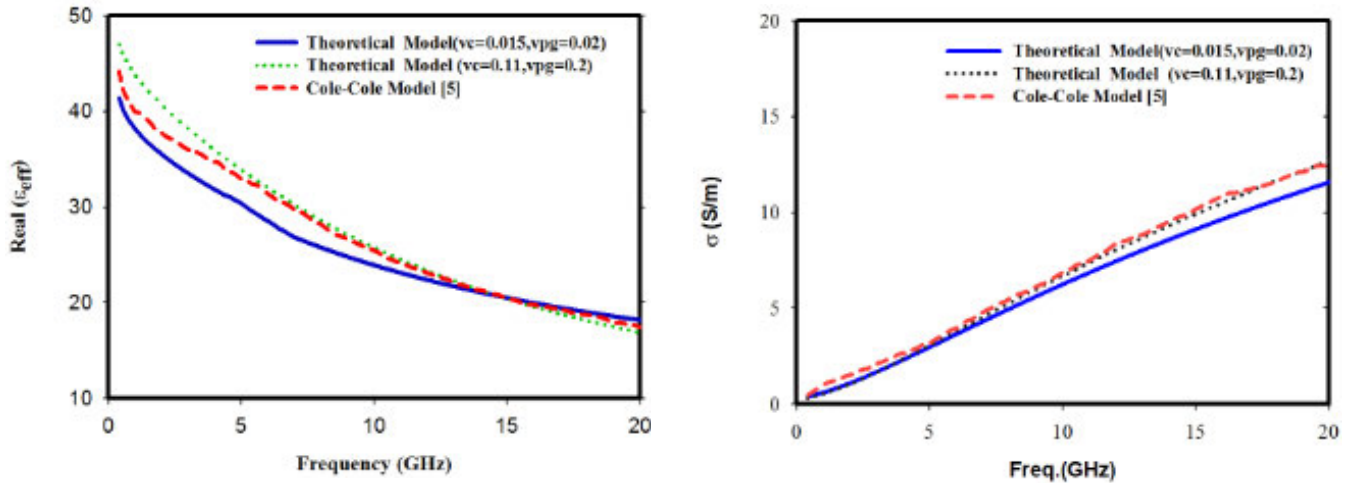 50
40
30
20
10
Real (εeff)
Theoretical Model(vc=0.015,vpg=0.02)
Theoretical Model (vc=0.11,vpg=0.2)
Cole-Cole Model [5]
0
5
10
15
20
Frequency (GHz)
20
15
10
5
0
σ (S/m)
Theoretical Model(vc=0.015,vpg=0.02)
Theoretical Model (vc=0.11,vpg=0.2)
Cole-Cole Model [5]
0
5
10
15
20
Freq.(GHz)